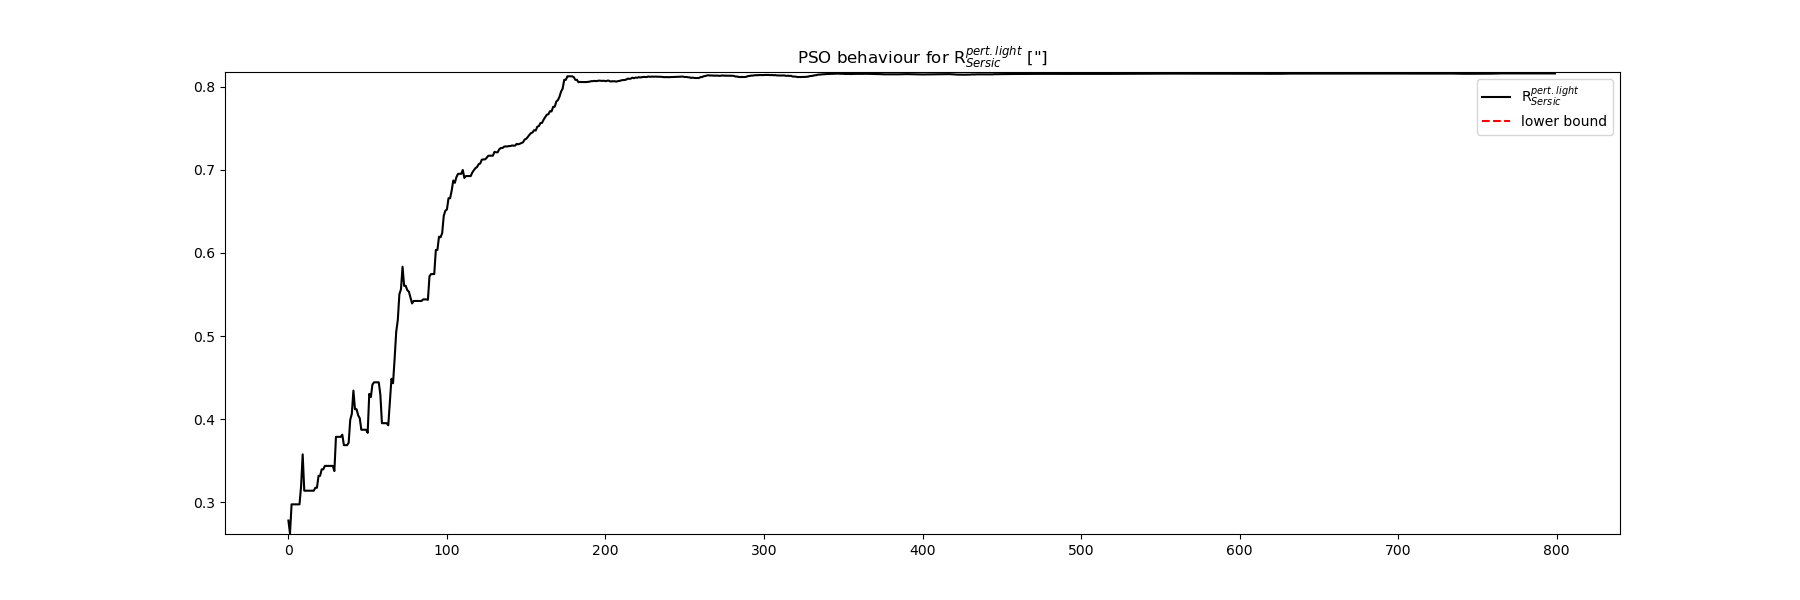 PSO behaviour for R^{pert. light}_{Sersic} ["]
0.8
0.7
0.6
0.5
0.4
0.3
R^{pert. light}_{Sersic}
lower bound
0 100 200 300 400 500 600 700 800